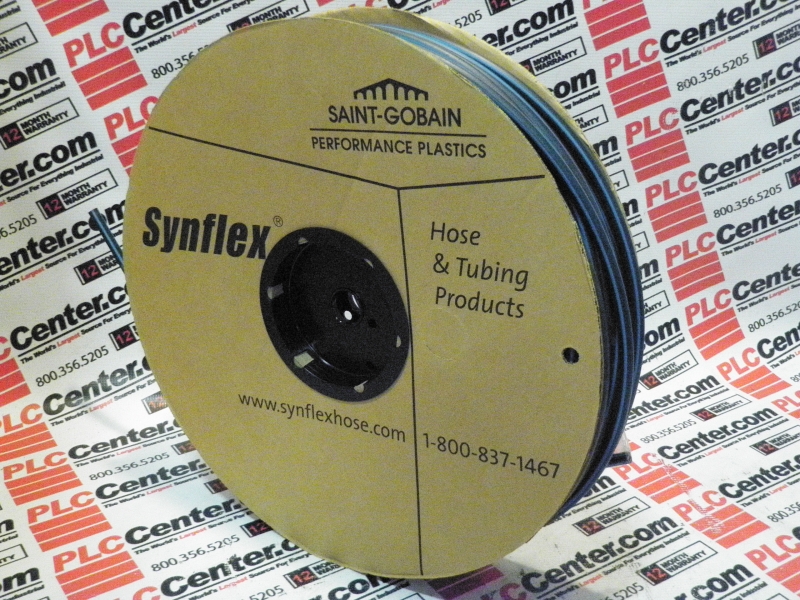 SAINT-GOBAIN
PERFORMANCE PLASTICS
Synflex®
Hose
& Tubing
Products
www.synflexhose.com
1-800-837-1467
PLCCenter.com
The World's Largest Source For Everything Industrial
800.356.5205
12 MONTH
WARRANTY